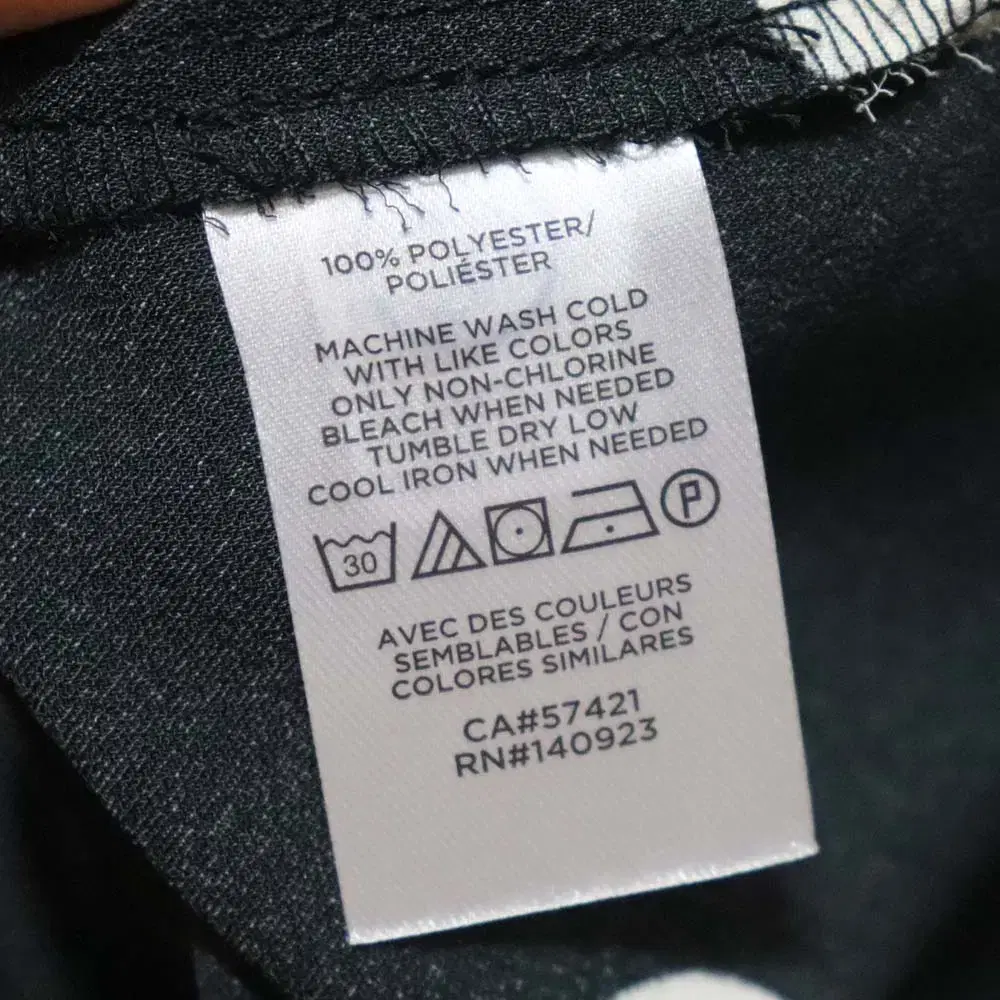 100% POLYESTER/
POLIÉSTER
MACHINE WASH COLD
WITH LIKE COLORS
ONLY NON-CHLORINE
BLEACH WHEN NEEDED
TUMBLE DRY LOW
COOL IRON WHEN NEEDED
30 P
AVEC DES COULEURS
SEMBLABLES / CON
COLORES SIMILARES
CA#57421
RN#140923